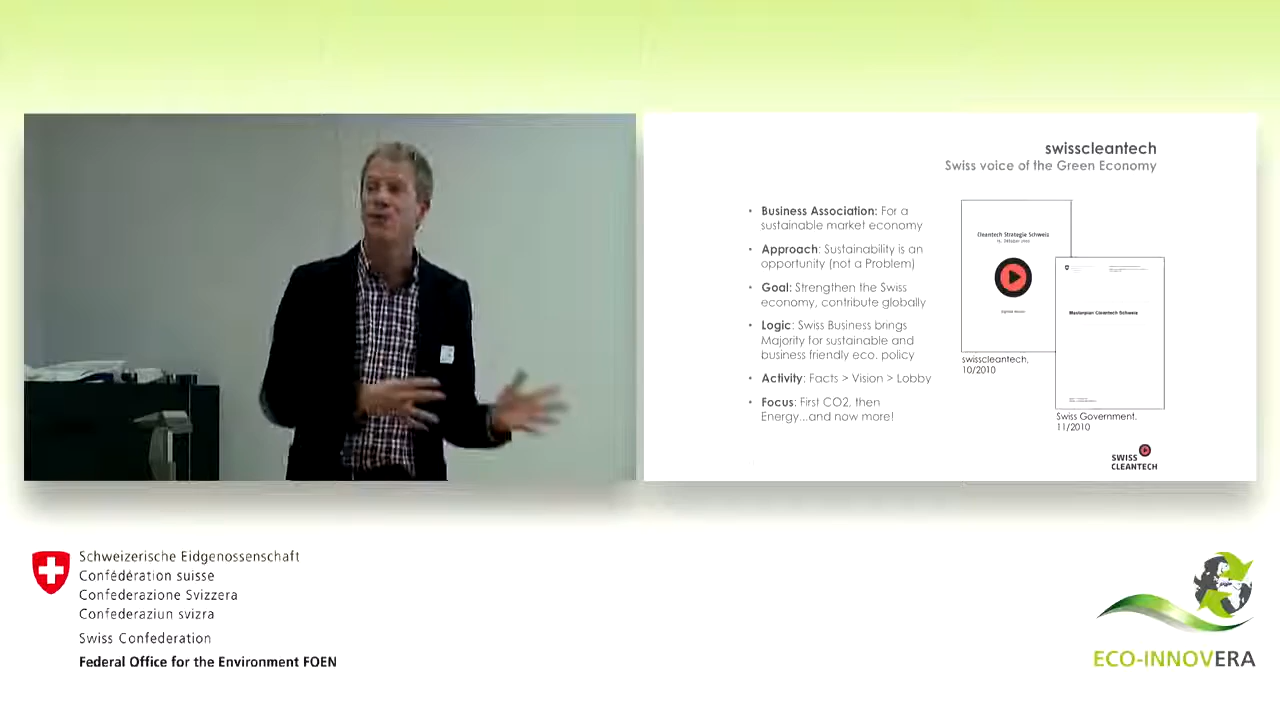 swisscleantech
Swiss voice of the Green Economy
• Business Association: For a
sustainable market economy
• Approach: Sustainability is an
opportunity (not a Problem)
• Goal: Strengthen the Swiss
economy, contribute globally
• Logic: Swiss Business brings
Majority for sustainable and
business friendly eco. policy
• Activity: Facts > Vision > Lobby
• Focus: First CO2, then
Energy...and now more!
Cleantech Strategie Schweiz
swisscleantech,
10/2010
Masterplan Cleantech Schweiz
Swiss Government,
11/2010
SWISS
CLEANTECH
Schweizerische Eidgenossenschaft
Confédération suisse
Confederazione Svizzera
Confederaziun svizra
Swiss Confederation
Federal Office for the Environment FOEN
ECO-INNOVERA